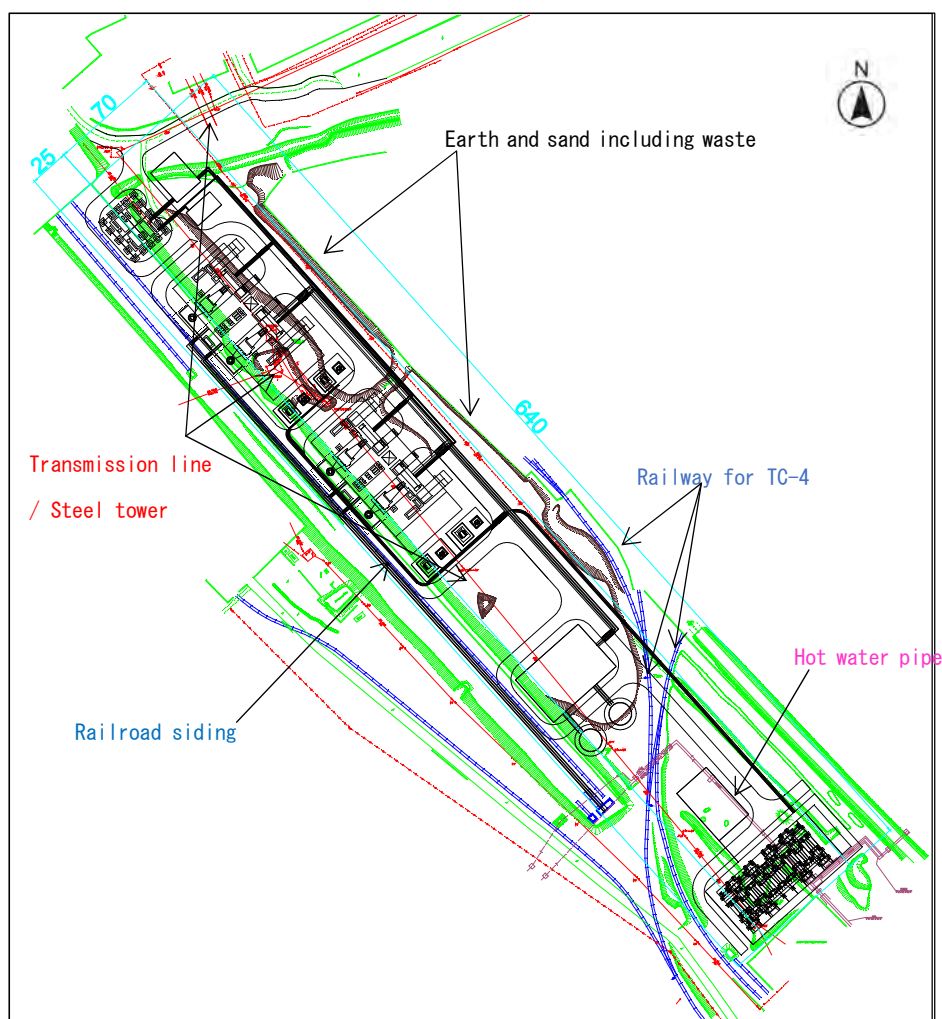 N
70
Earth and sand including waste
25
640
Transmission line
/ Steel tower
Railway for TC-4
Hot water pipe
Railroad siding